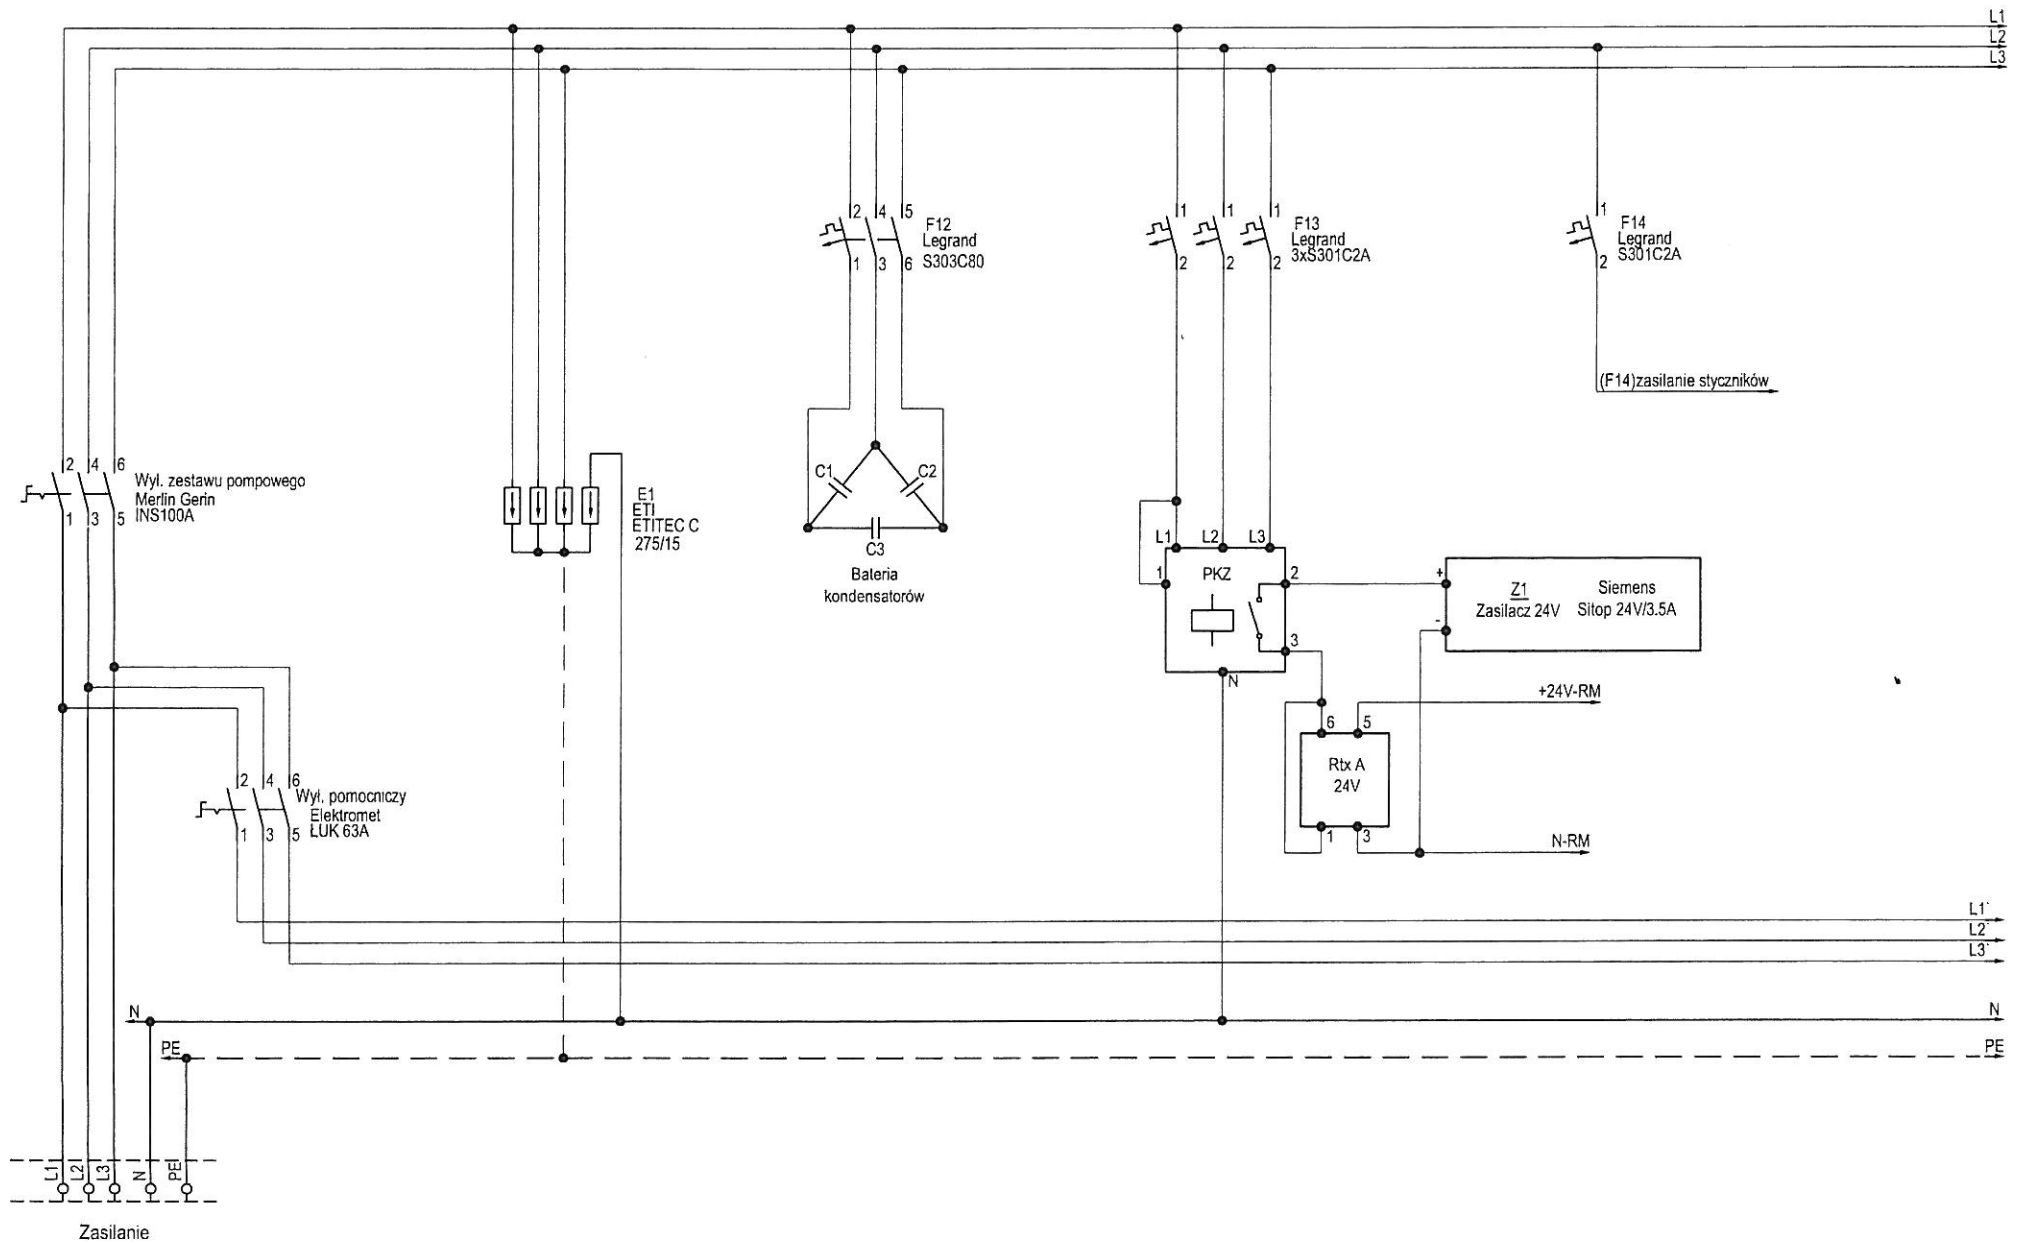 L1
L2
L3
2 4 5
F12
Legrand
S303C80
1 3 6
1 1 1
F13
Legrand
3xS301C2A
2 2 2
1
F14
Legrand
S301C2A
2
(F14)zasilanie styczników
2 4 6
Wyl. zestawu pompowego
Merlin Gerin
INS100A
1 3 5
E1
ETI
ETITEC C
275/15
C1 C2
C3
Bateria
kondensatorów
L1 L2 L3
1 PKZ 2
3
N
+ Z1 Siemens
Zasilacz 24V Sitop 24V/3.5A
-
+24V-RM
6 5
Rtx A
24V
1 3
N-RM
2 4 6
Wył. pomocniczy
Elektromet
ŁUK 63A
1 3 5
L1'
L2'
L3'
N N
PE PE
L1 L2 L3 N PE
Zasilanie